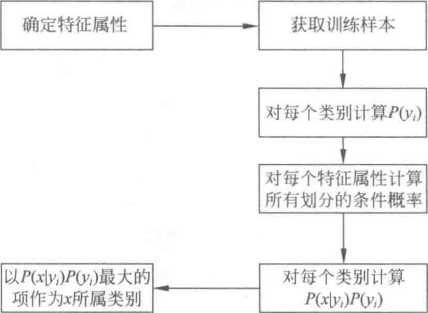 确定特征属性
获取训练样本
对每个类别计算P(yᵢ)
对每个特征属性计算
所有划分的条件概率
对每个类别计算
P(x|yᵢ)P(yᵢ)
以P(x|yᵢ)P(yᵢ)最大的
项作为x所属类别